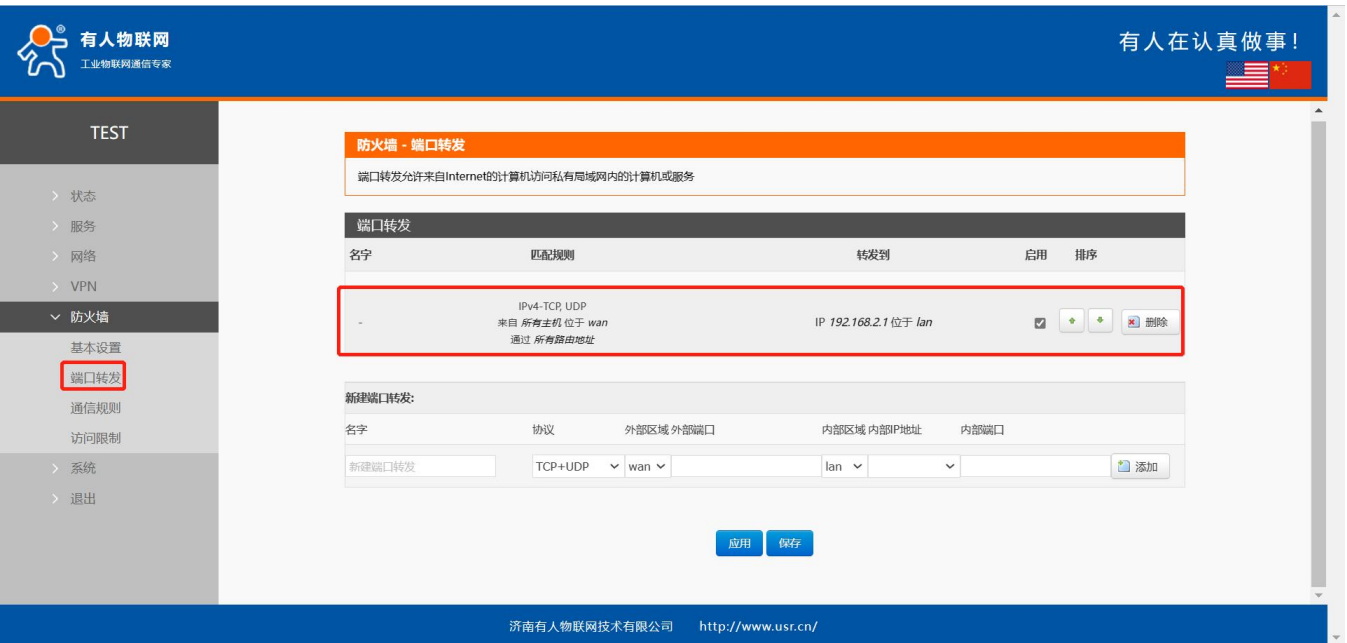 有人物联网
工业物联网通信专家
有人在认真做事!
TEST
状态
服务
网络
VPN
防火墙
基本设置
端口转发
通信规则
访问限制
系统
退出
防火墙 - 端口转发
端口转发允许来自Internet的计算机访问私有局域网内的计算机或服务
端口转发
名字 匹配规则 转发到 启用 排序
IPv4-TCP, UDP
- 来自 所有主机 位于 wan IP 192.168.2.1 位于 lan 删除
通过 所有路由地址
新建端口转发:
名字 协议 外部区域 外部端口 内部区域 内部IP地址 内部端口
新建端口转发 TCP+UDP wan lan 添加
应用 保存
济南有人物联网技术有限公司 http://www.usr.cn/